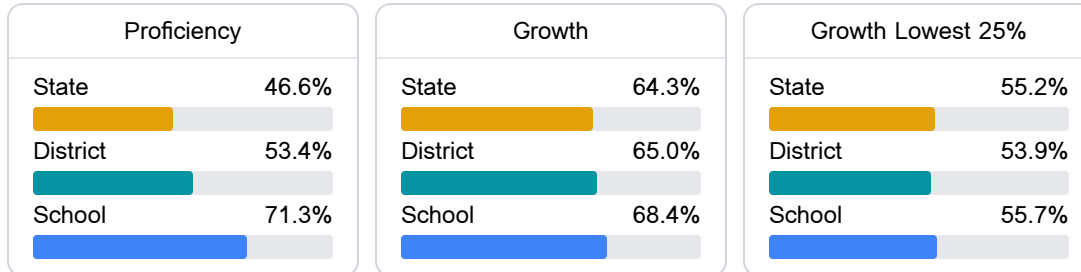 Proficiency
State 46.6%
District 53.4%
School 71.3%
Growth
State 64.3%
District 65.0%
School 68.4%
Growth Lowest 25%
State 55.2%
District 53.9%
School 55.7%